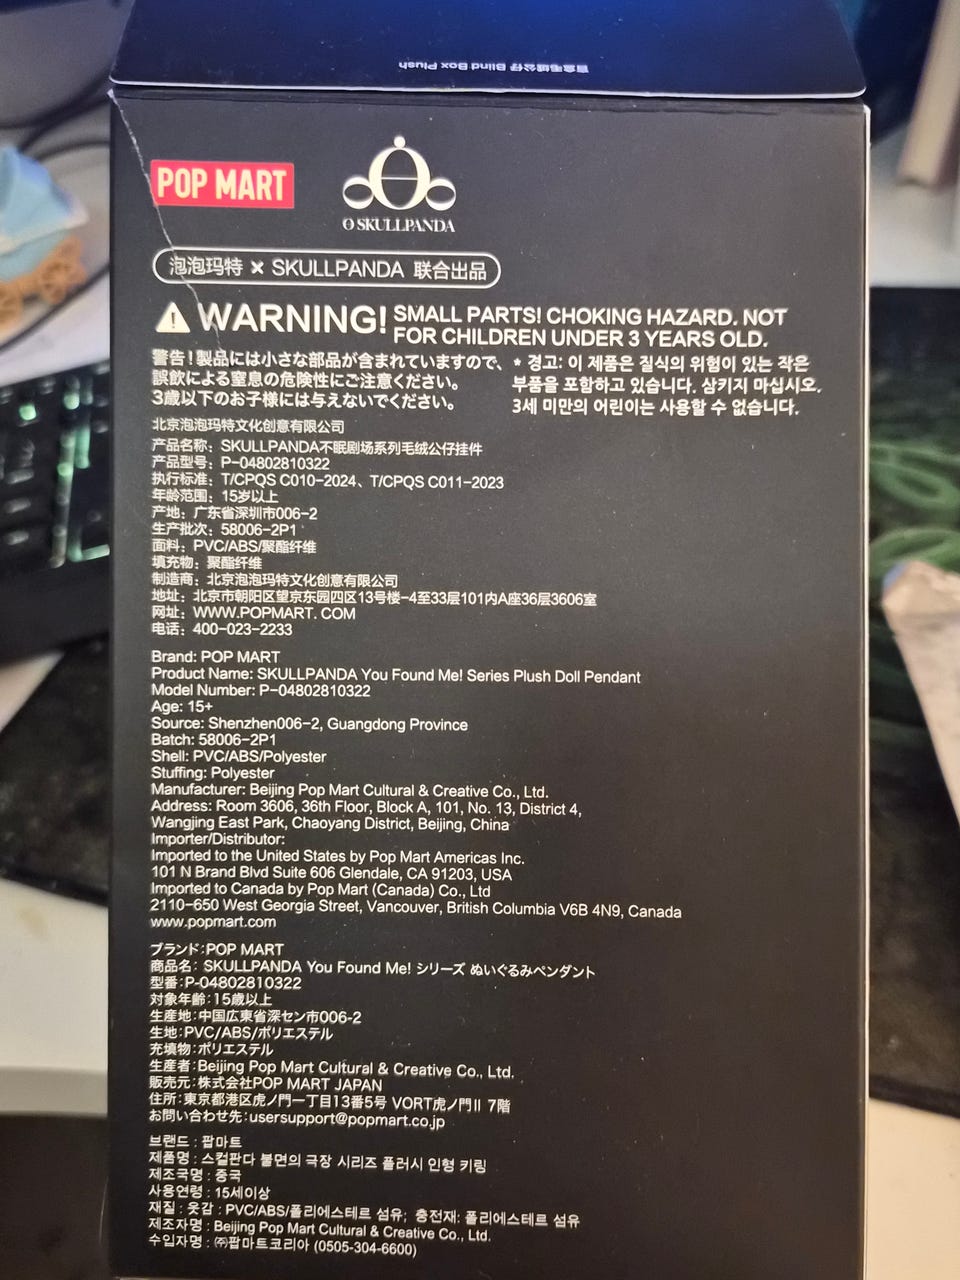 盲盒毛绒公仔 Blind Box Plush
POP MART
SKULLPANDA
泡泡玛特 × SKULLPANDA 联合出品
WARNING! SMALL PARTS! CHOKING HAZARD. NOT
FOR CHILDREN UNDER 3 YEARS OLD.
警告！製品には小さな部品が含まれていますので、
誤飲による窒息の危険性にご注意ください。
3歳以下のお子様には与えないでください。
* 경고: 이 제품은 질식의 위험이 있는 작은
부품을 포함하고 있습니다. 삼키지 마십시오.
3세 미만의 어린이는 사용할 수 없습니다.
北京泡泡玛特文化创意有限公司
产品名称：SKULLPANDA不眠剧场系列毛绒公仔挂件
产品型号：P-04802810322
执行标准：T/CPQS C010-2024、T/CPQS C011-2023
年龄范围：15岁以上
产地：广东省深圳市006-2
生产批次：58006-2P1
面料：PVC/ABS/聚酯纤维
填充物：聚酯纤维
制造商：北京泡泡玛特文化创意有限公司
地址：北京市朝阳区望京东园四区13号楼-4至33层101内A座36层3606室
网址：WWW.POPMART. COM
电话：400-023-2233
Brand: POP MART
Product Name: SKULLPANDA You Found Me! Series Plush Doll Pendant
Model Number: P-04802810322
Age: 15+
Source: Shenzhen006-2, Guangdong Province
Batch: 58006-2P1
Shell: PVC/ABS/Polyester
Stuffing: Polyester
Manufacturer: Beijing Pop Mart Cultural & Creative Co., Ltd.
Address: Room 3606, 36th Floor, Block A, 101, No. 13, District 4,
Wangjing East Park, Chaoyang District, Beijing, China
Importer/Distributor:
Imported to the United States by Pop Mart Americas Inc.
101 N Brand Blvd Suite 606 Glendale, CA 91203, USA
Imported to Canada by Pop Mart (Canada) Co., Ltd
2110-650 West Georgia Street, Vancouver, British Columbia V6B 4N9, Canada
www.popmart.com
ブランド:POP MART
商品名: SKULLPANDA You Found Me! シリーズ ぬいぐるみペンダント
型番:P-04802810322
対象年齢:15歳以上
生産地:中国広東省深セン市006-2
生地:PVC/ABS/ポリエステル
充填物:ポリエステル
生産者:Beijing Pop Mart Cultural & Creative Co., Ltd.
販売元:株式会社POP MART JAPAN
住所:東京都港区虎ノ門一丁目13番5号 VORT虎ノ門II 7階
お問い合わせ先:usersupport@popmart.co.jp
브랜드 : 팝마트
제품명 : 스컬판다 불면의 극장 시리즈 플러시 인형 키링
제조국명 : 중국
사용연령 : 15세이상
재질 : 옷감 : PVC/ABS/폴리에스테르 섬유; 충전재: 폴리에스테르 섬유
제조자명 : Beijing Pop Mart Cultural & Creative Co., Ltd.
수입자명 : ㈜팝마트코리아 (0505-304-6600)